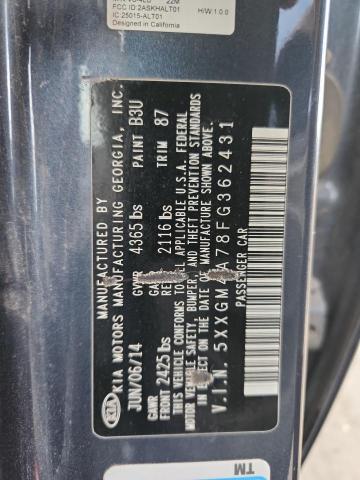 FCC ID:2ASKHALT01
IC:25015-ALT01
Designed in California
H/W:1.0.0
KIA
MANUFACTURED BY
KIA MOTORS MANUFACTURING GEORGIA, INC.
JUN/06/14 GVWR 4365 lbs PAINT B3U
GAWR
FRONT 2425 lbs 2116 lbs TRIM 87
THIS VEHICLE CONFORMS TO ALL APPLICABLE U.S.A. FEDERAL
MOTOR VEHICLE SAFETY, BUMPER, AND THEFT PREVENTION STANDARDS
IN EFFECT ON THE DATE OF MANUFACTURE SHOWN ABOVE.
V.I.N. 5XXGM4A78FG362431
PASSENGER CAR
TM